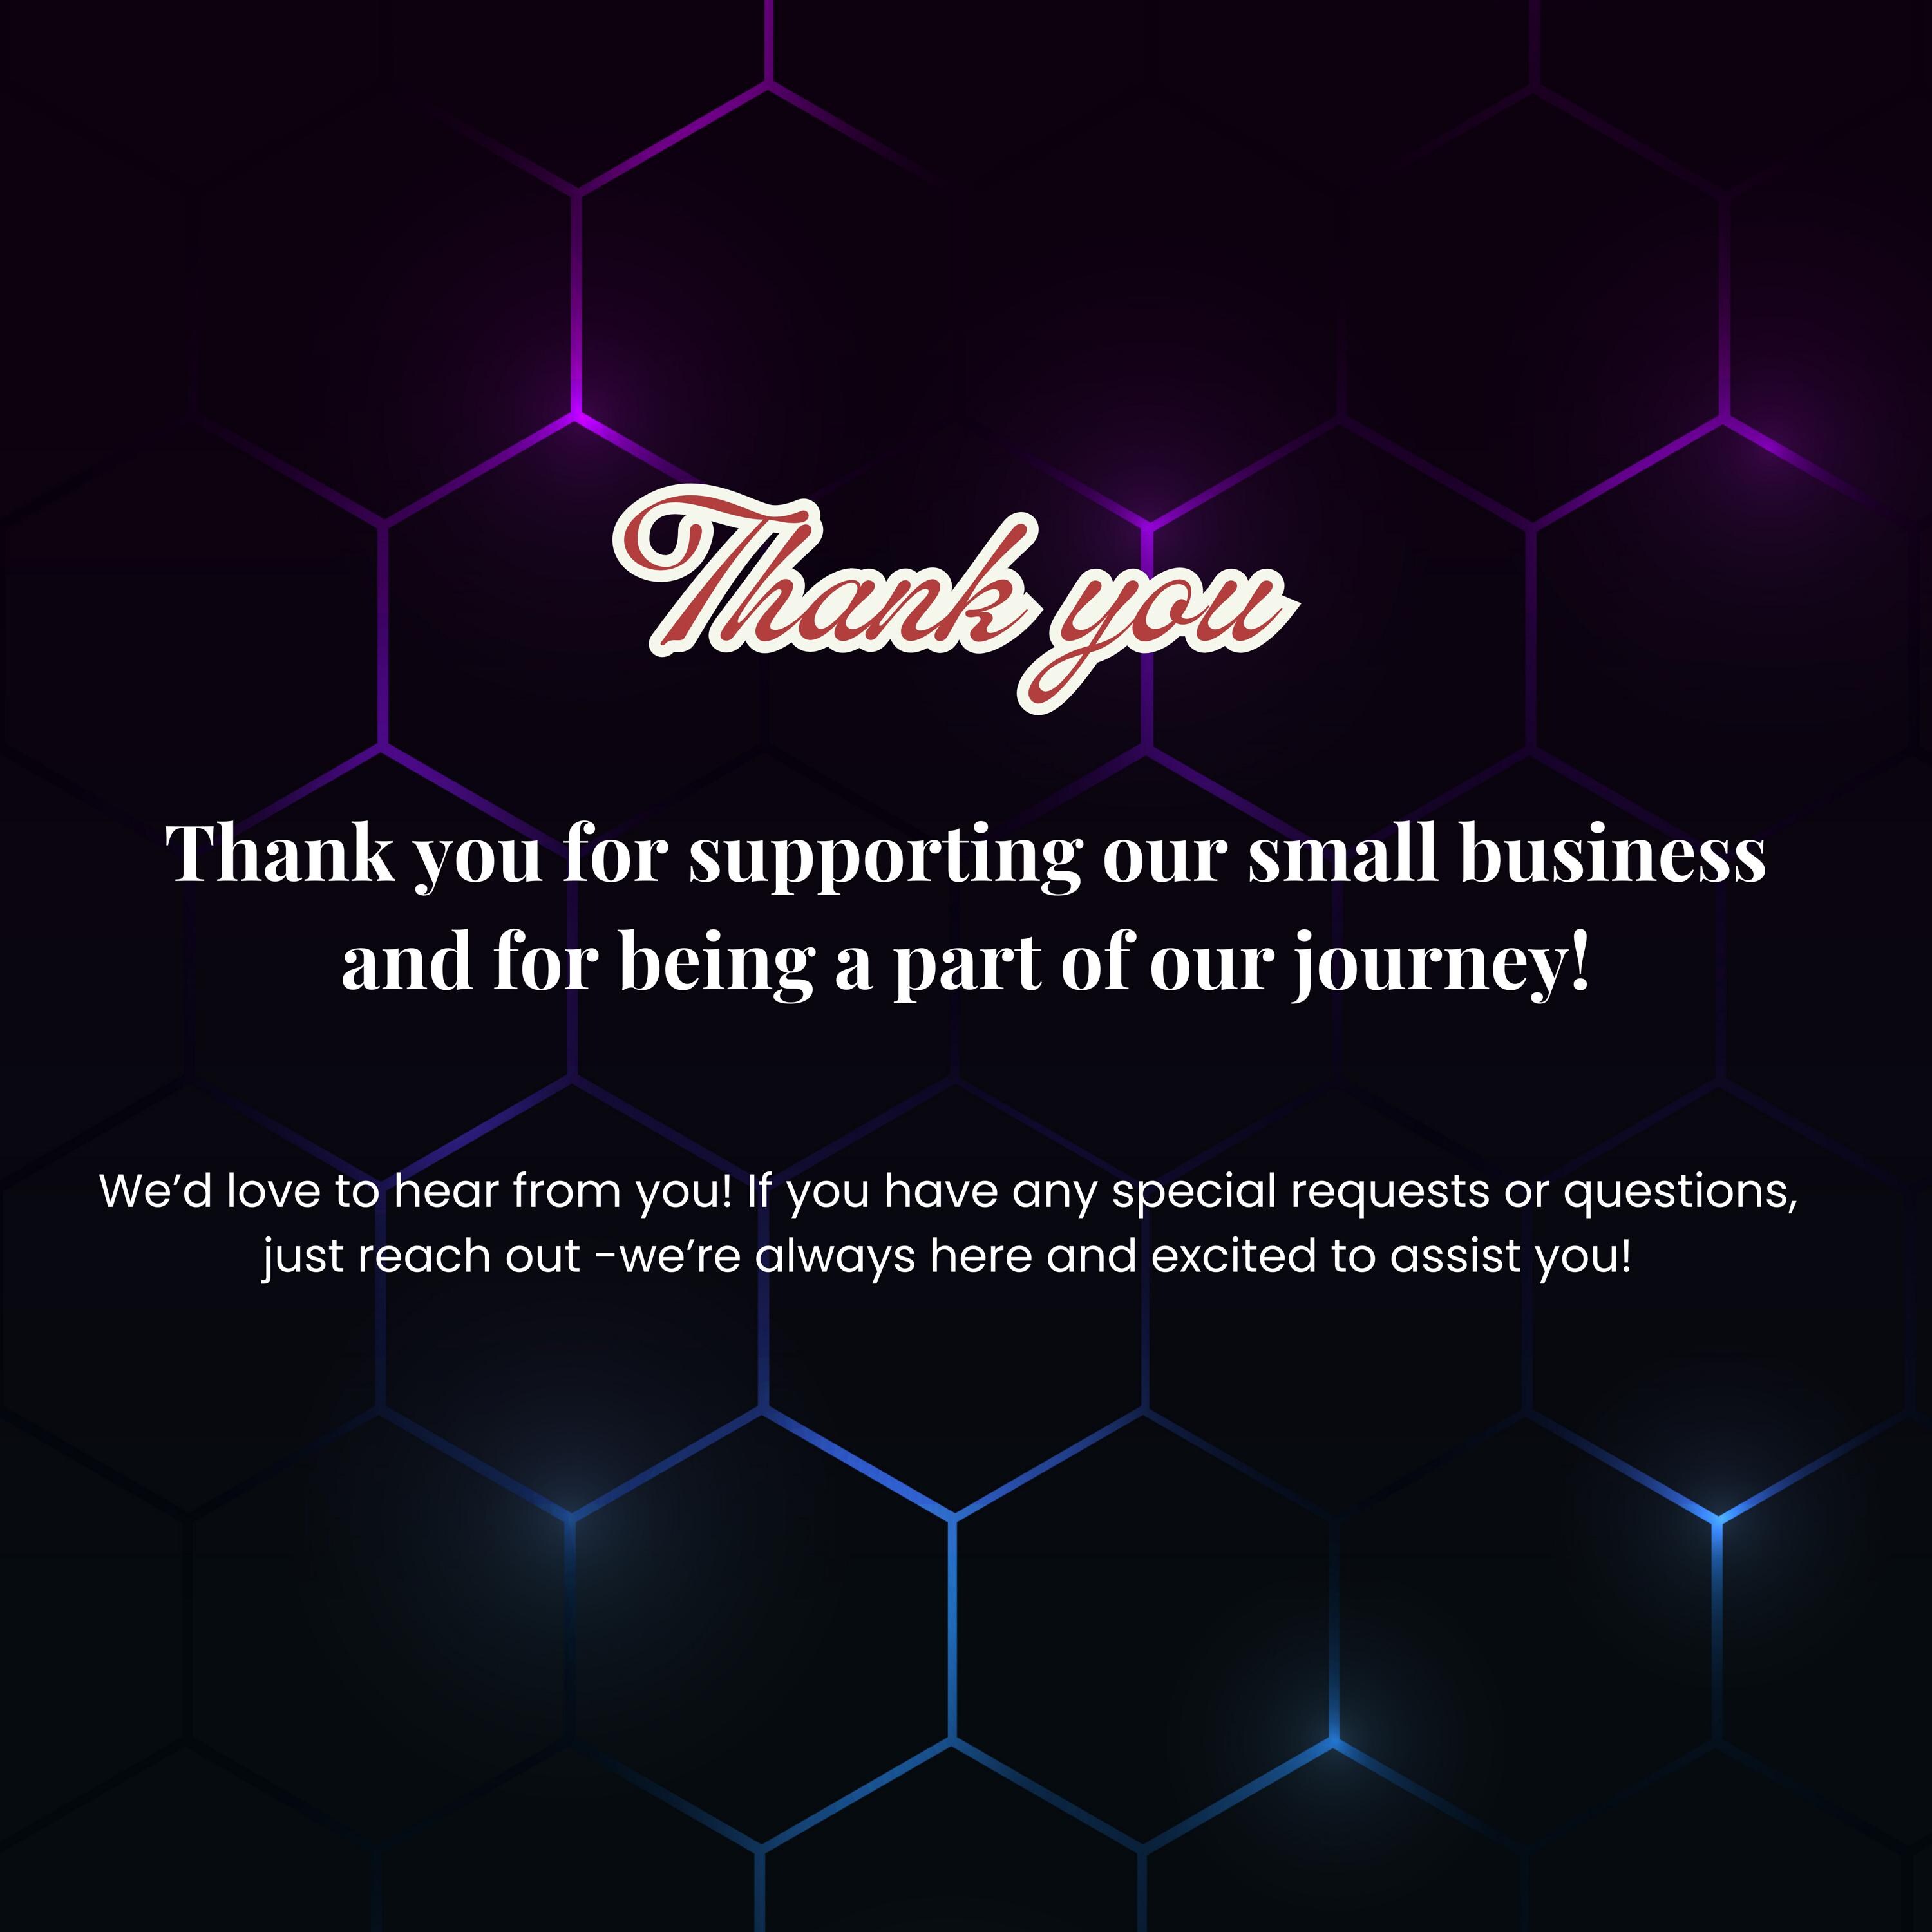 Thank you
Thank you for supporting our small business
and for being a part of our journey!
We’d love to hear from you! If you have any special requests or questions,
just reach out -we’re always here and excited to assist you!